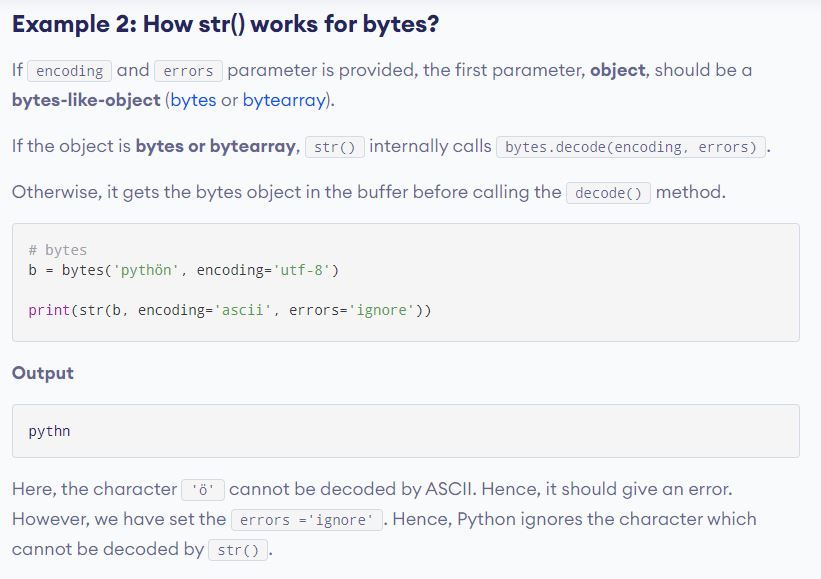 Example 2: How str() works for bytes?
If encoding and errors parameter is provided, the first parameter, object, should be a
bytes-like-object (bytes or bytearray).
If the object is bytes or bytearray, str() internally calls bytes.decode(encoding, errors).
Otherwise, it gets the bytes object in the buffer before calling the decode() method.
# bytes
b = bytes('pythön', encoding='utf-8')
print(str(b, encoding='ascii', errors='ignore'))
Output
pythn
Here, the character 'ö' cannot be decoded by ASCII. Hence, it should give an error.
However, we have set the errors ='ignore'. Hence, Python ignores the character which
cannot be decoded by str().